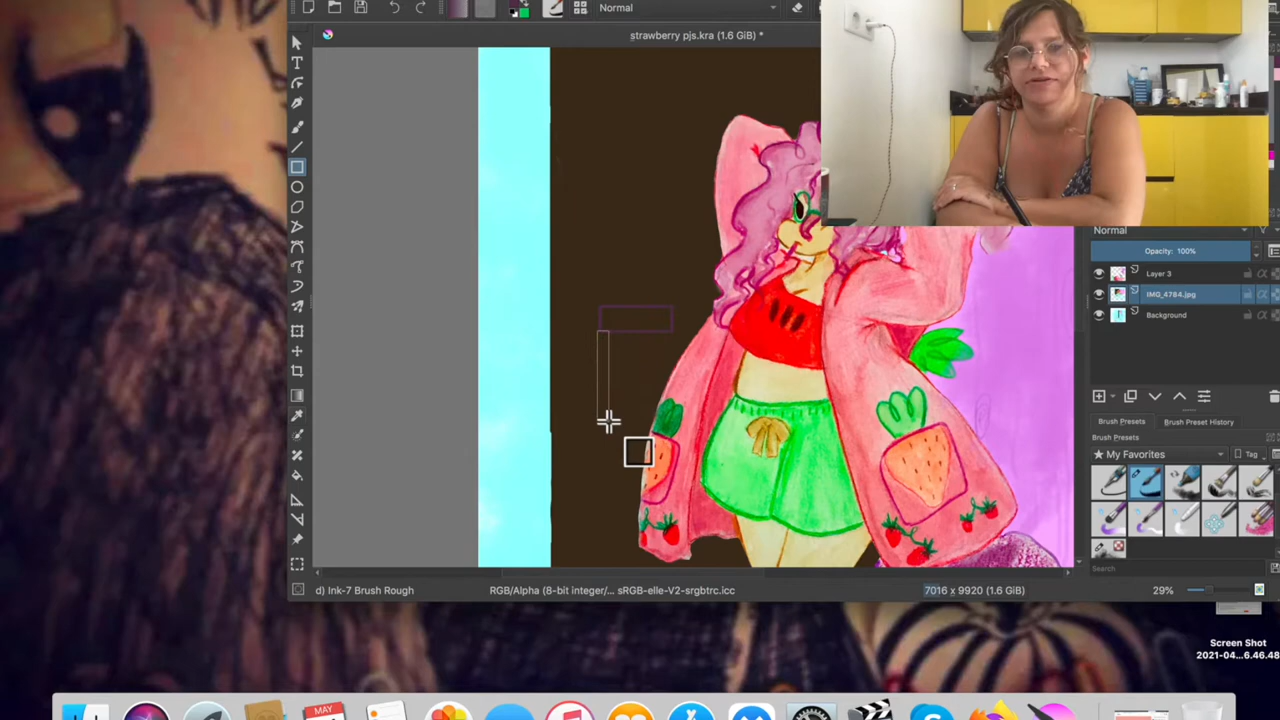 Normal
strawberry pjs.kra (1.6 GiB) *
Normal
Opacity: 100%
Layer 3
IMG_4784.jpg
Background
Brush Presets
Brush Preset History
Brush Presets
★ My Favorites
Tag
Search
d) Ink-7 Brush Rough
RGB/Alpha (8-bit integer/... sRGB-elle-V2-srgbtrc.icc
7016 x 9920 (1.6 GiB)
29%
Screen Shot
2021-04...6.46.48
MAY